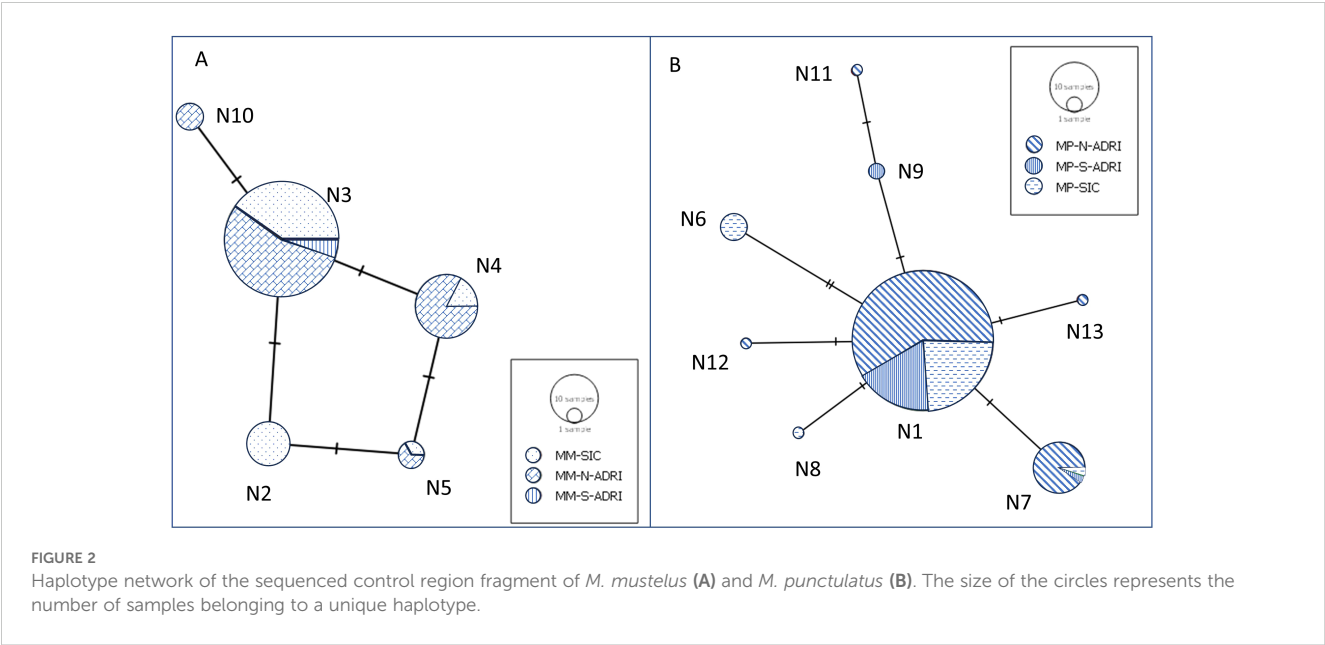 A
N10
N3
N4
N2
N5
10 samples
1 sample
MM-SIC
MM-N-ADRI
MM-S-ADRI
B
N11
N9
N6
N13
N12
N1
N8
N7
10 samples
1 sample
MP-N-ADRI
MP-S-ADRI
MP-SIC
FIGURE 2
Haplotype network of the sequenced control region fragment of M. mustelus (A) and M. punctulatus (B). The size of the circles represents the
number of samples belonging to a unique haplotype.